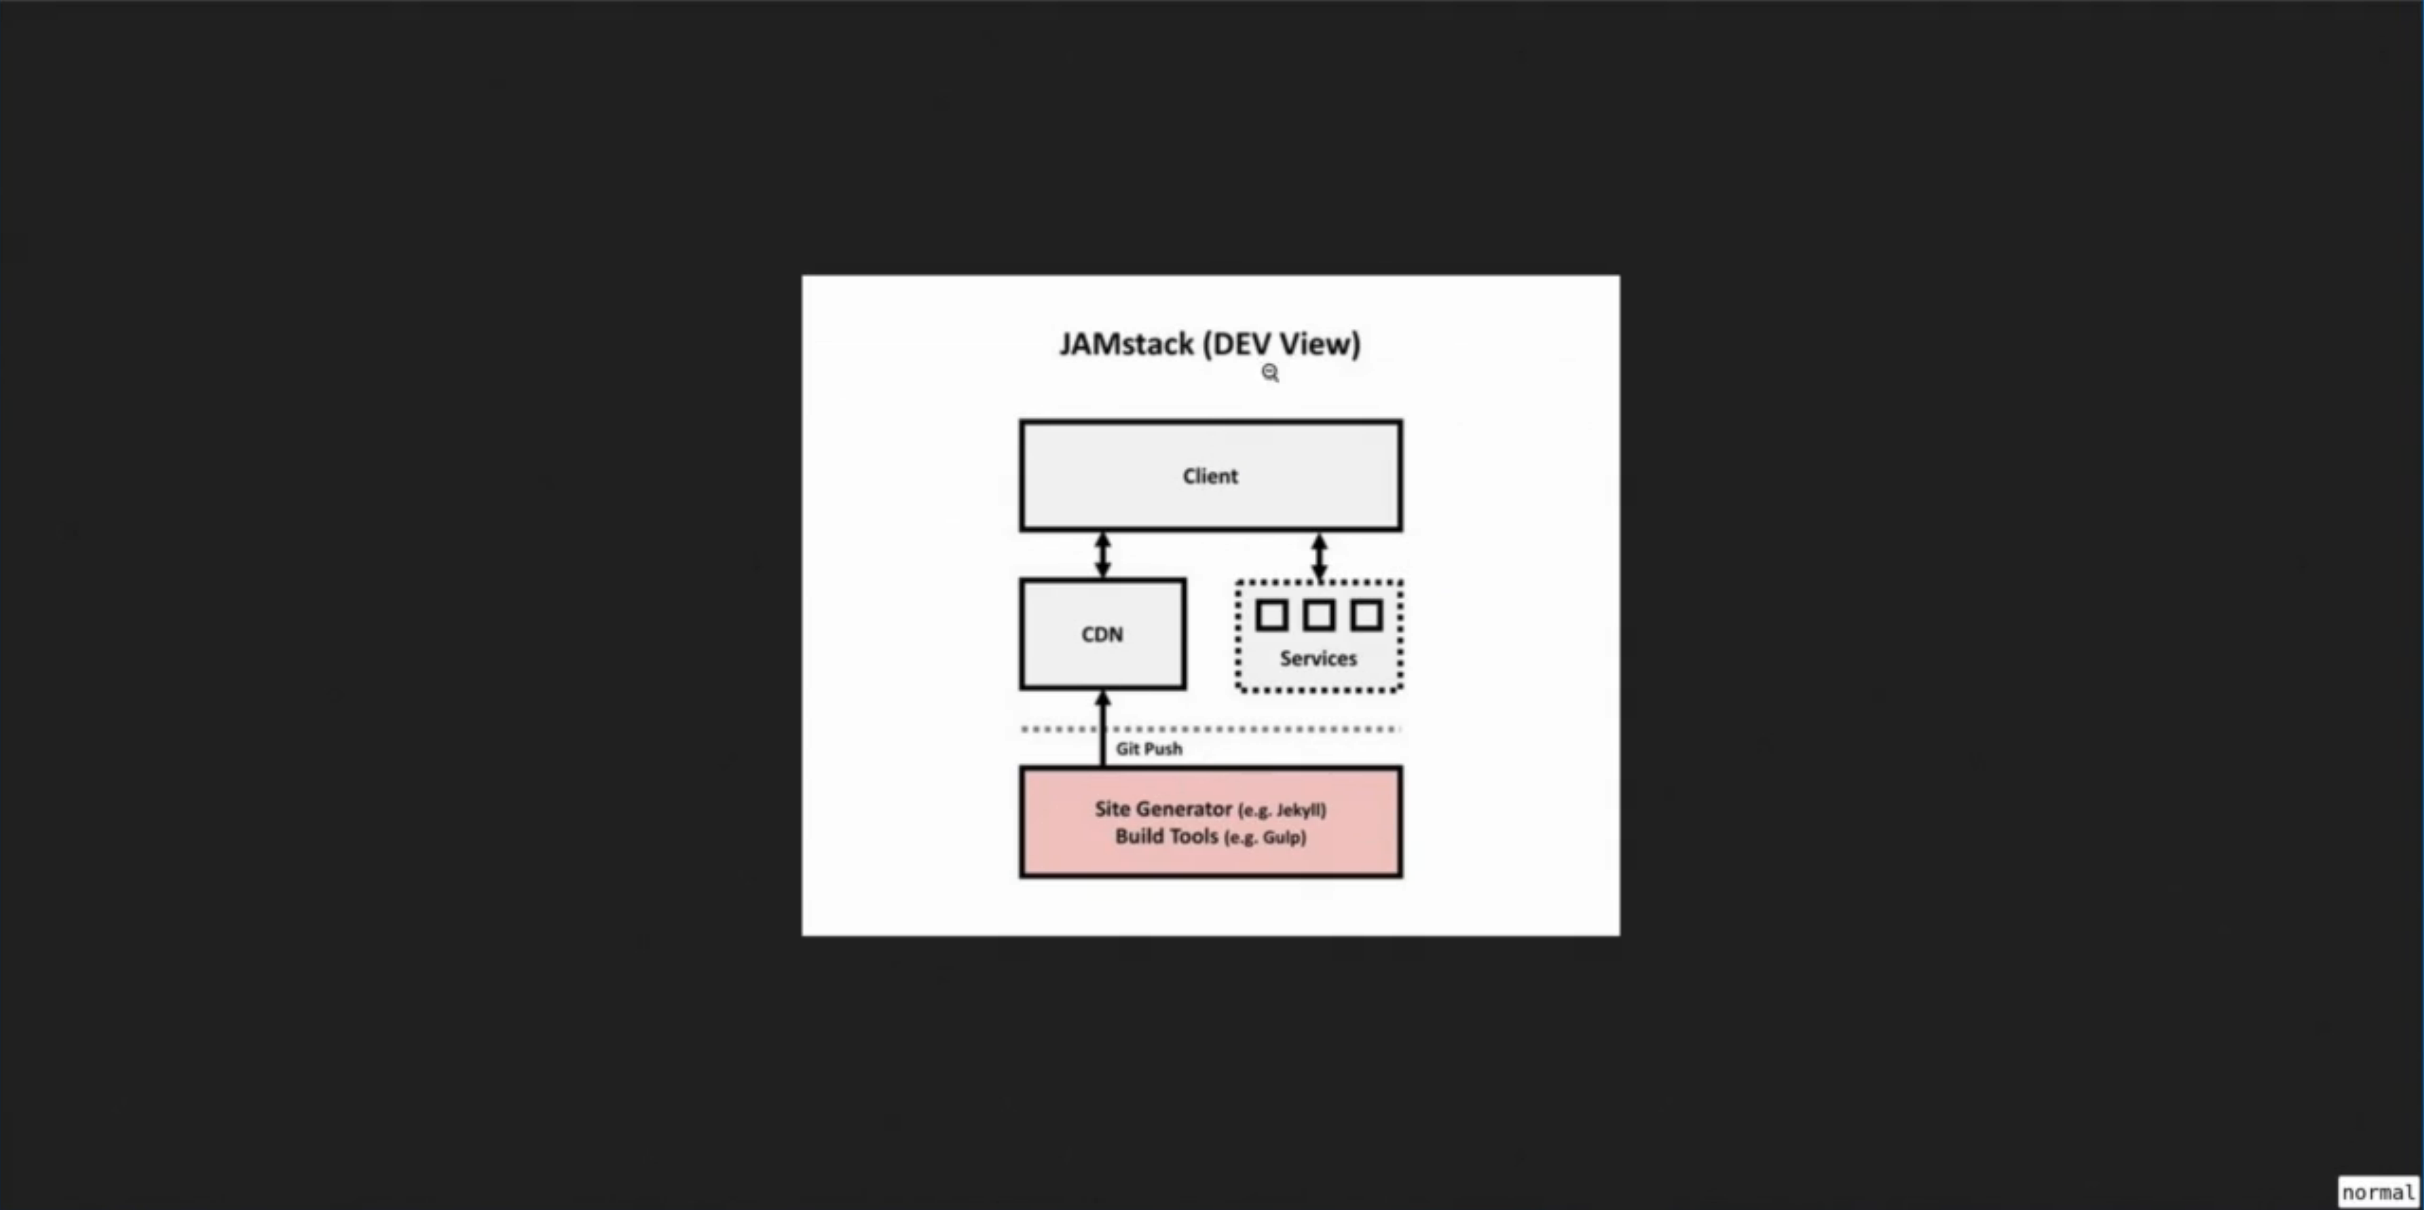 JAMstack (DEV View)
Client
CDN
Services
Git Push
Site Generator (e.g. Jekyll)
Build Tools (e.g. Gulp)
normal